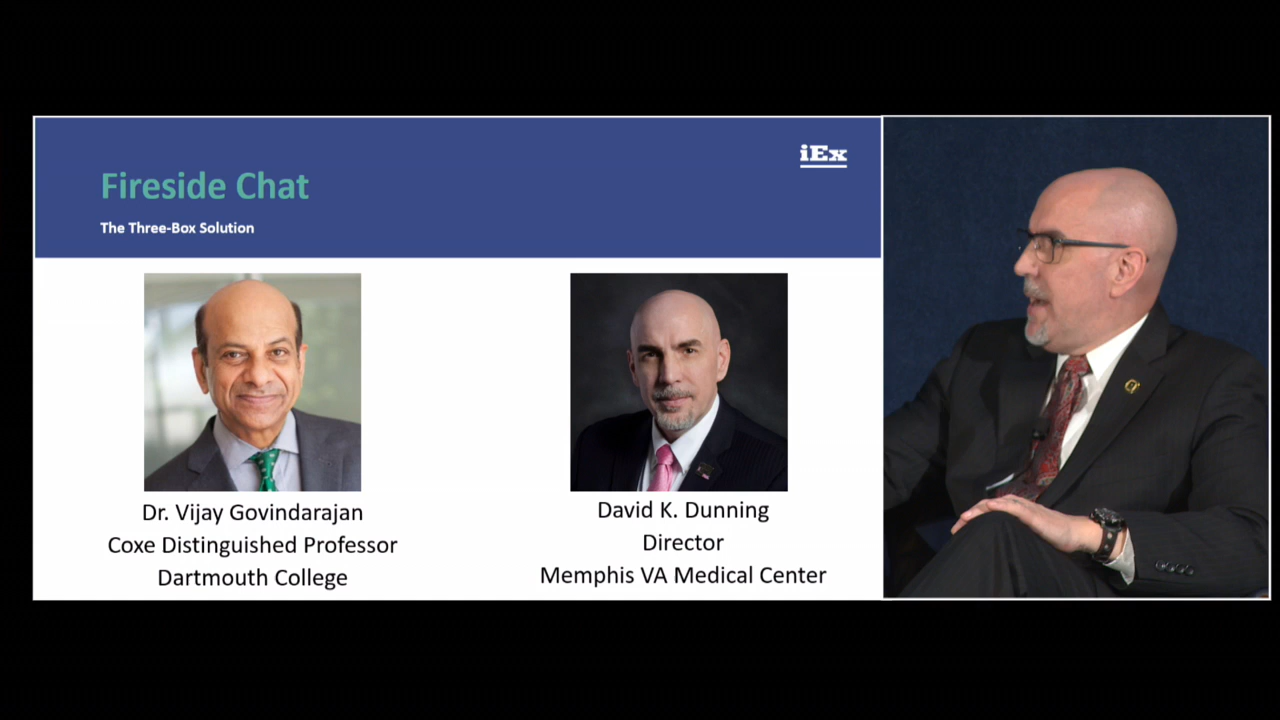 iEx
Fireside Chat
The Three-Box Solution
Dr. Vijay Govindarajan
Coxe Distinguished Professor
Dartmouth College
David K. Dunning
Director
Memphis VA Medical Center